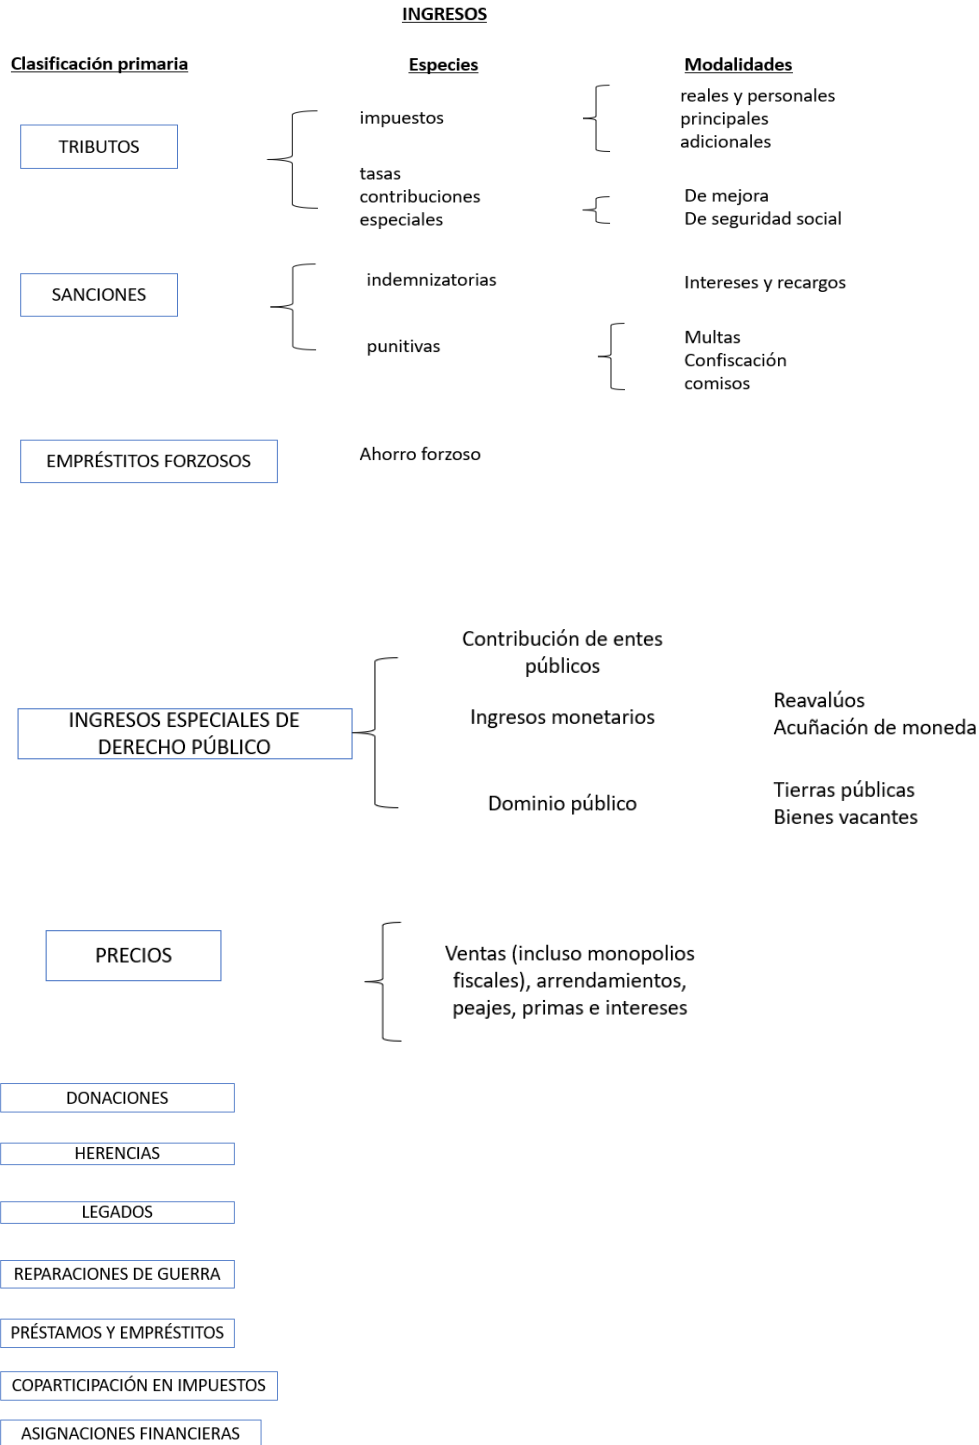 INGRESOS
Clasificación primaria
Especies
Modalidades
TRIBUTOS
impuestos
reales y personales
principales
adicionales
tasas
contribuciones
especiales
De mejora
De seguridad social
SANCIONES
indemnizatorias
Intereses y recargos
punitivas
Multas
Confiscación
comisos
EMPRÉSTITOS FORZOSOS
Ahorro forzoso
INGRESOS ESPECIALES DE
DERECHO PÚBLICO
Contribución de entes
públicos
Ingresos monetarios
Reavalúos
Acuñación de moneda
Dominio público
Tierras públicas
Bienes vacantes
PRECIOS
Ventas (incluso monopolios
fiscales), arrendamientos,
peajes, primas e intereses
DONACIONES
HERENCIAS
LEGADOS
REPARACIONES DE GUERRA
PRÉSTAMOS Y EMPRÉSTITOS
COPARTICIPACIÓN EN IMPUESTOS
ASIGNACIONES FINANCIERAS